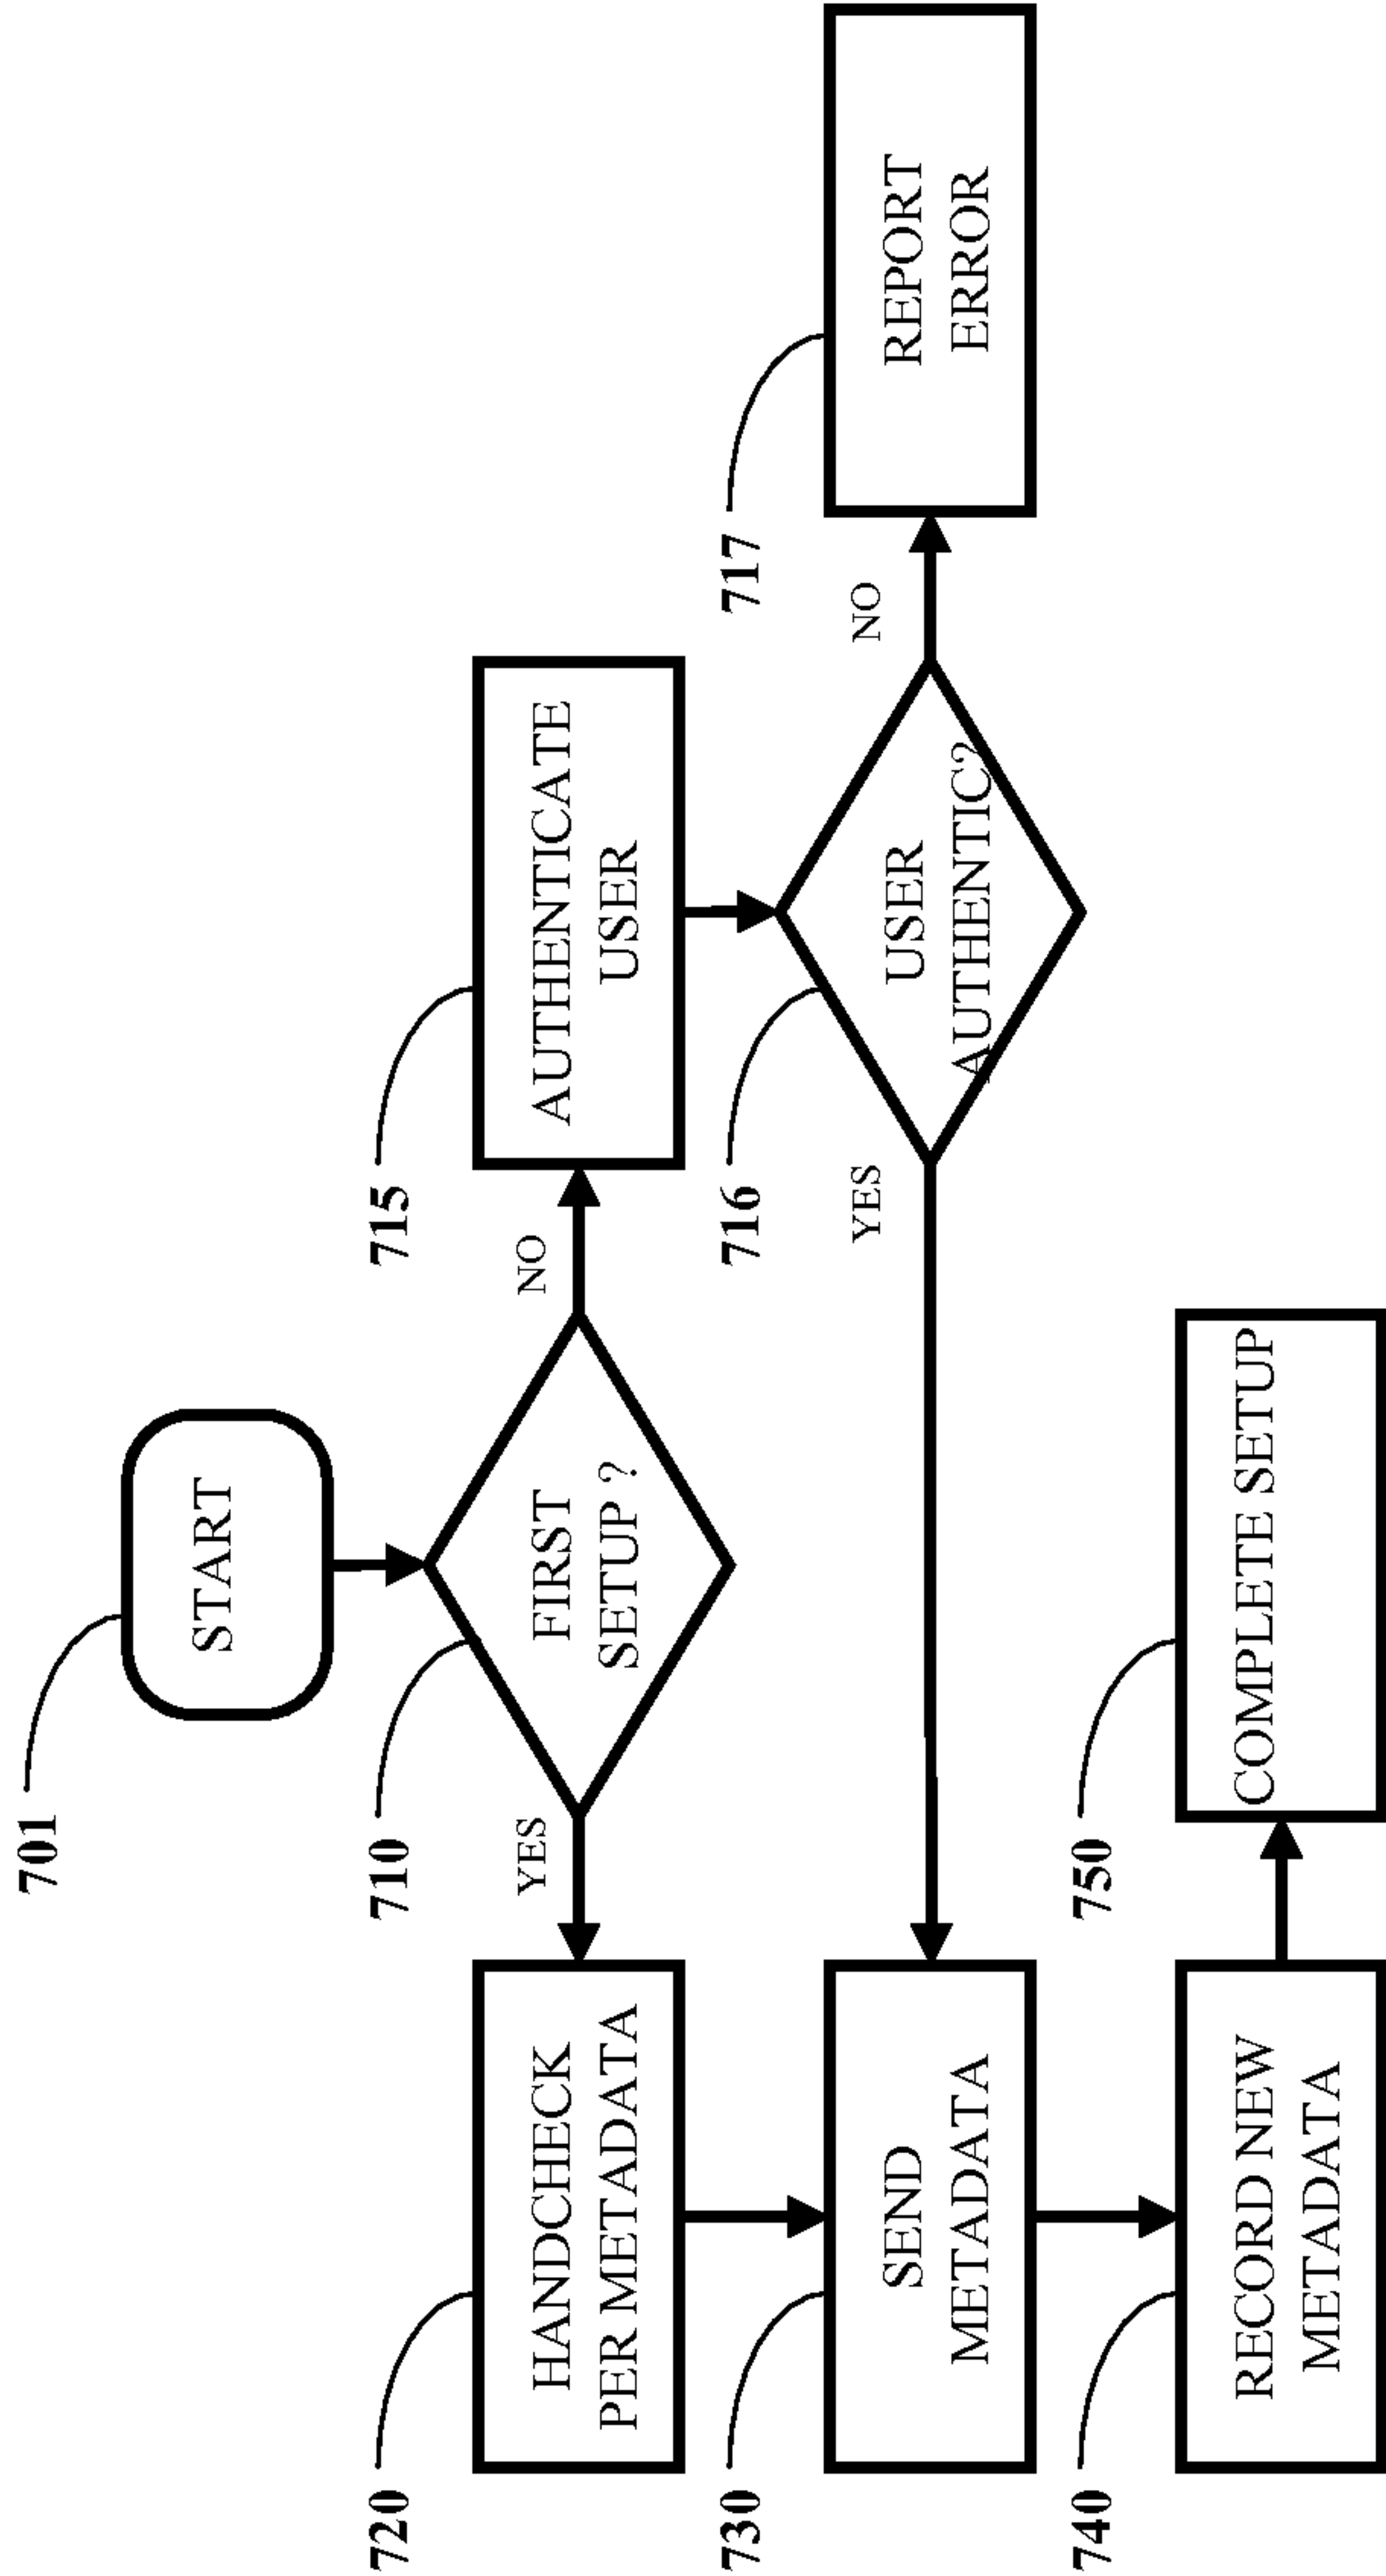 701
START
710
FIRST
SETUP ?
YES
NO
720
HANDCHECK
PER METADATA
715
AUTHENTICATE
USER
730
SEND
METADATA
716
USER
AUTHENTIC?
YES
NO
717
REPORT
ERROR
740
RECORD NEW
METADATA
750
COMPLETE SETUP